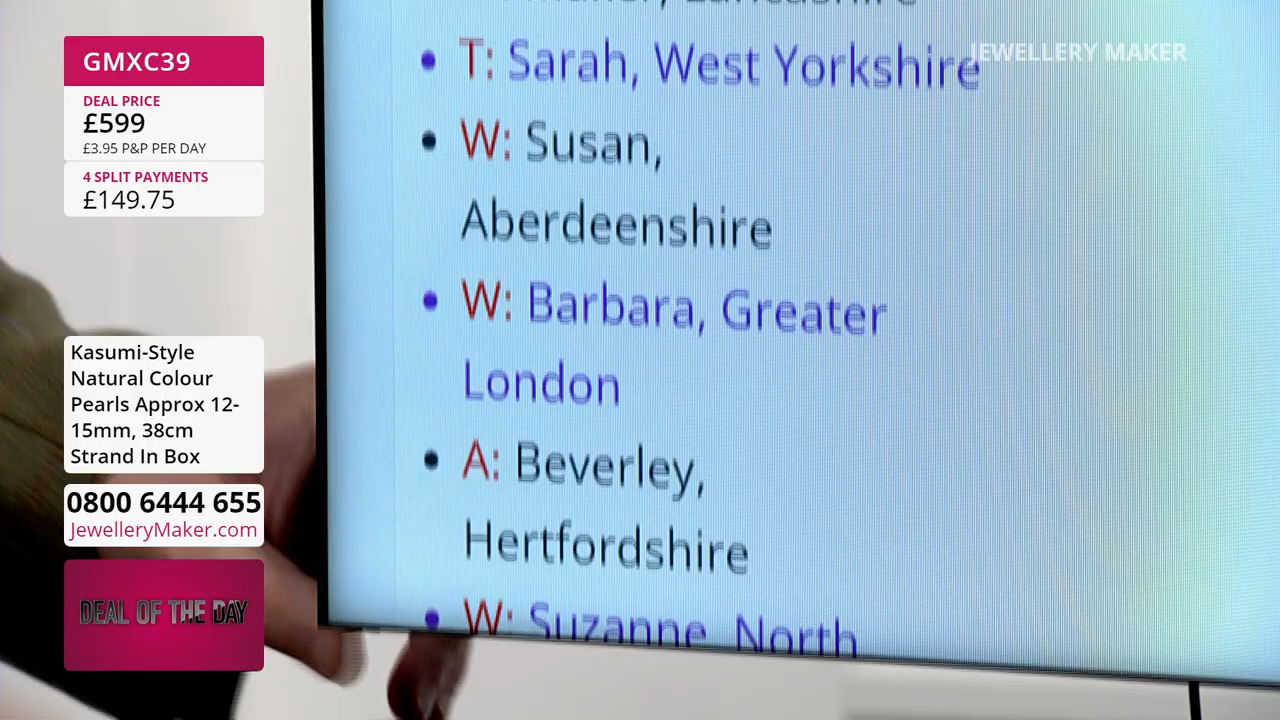 GMXC39
DEAL PRICE
£599
£3.95 P&P PER DAY
4 SPLIT PAYMENTS
£149.75
Kasumi-Style
Natural Colour
Pearls Approx 12-
15mm, 38cm
Strand In Box
0800 6444 655
JewelleryMaker.com
DEAL OF THE DAY
JEWELLERY MAKER
Lancashire
• T: Sarah, West Yorkshire
• W: Susan,
Aberdeenshire
• W: Barbara, Greater
London
• A: Beverley,
Hertfordshire
• W: Suzanne, North